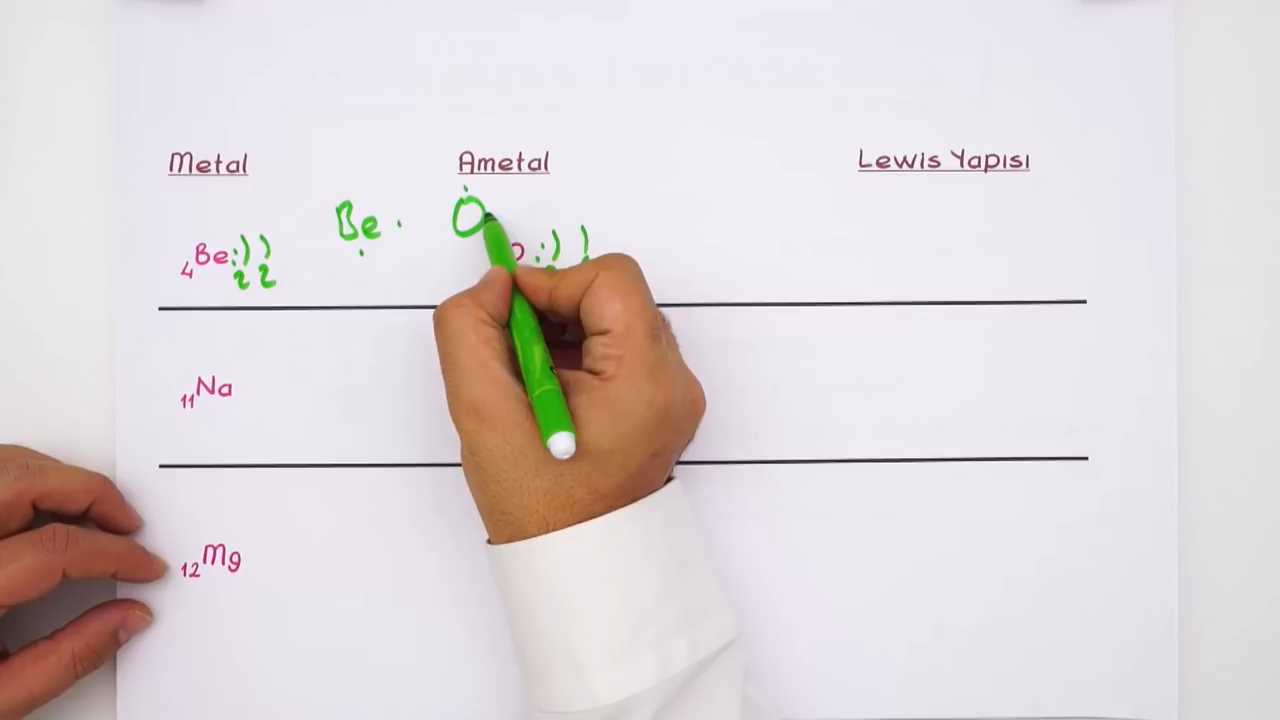 Metal Ametal Lewis Yapısı
Be . O
₄Be:)) O:))
2 2
₁₁Na
₁₂Mg